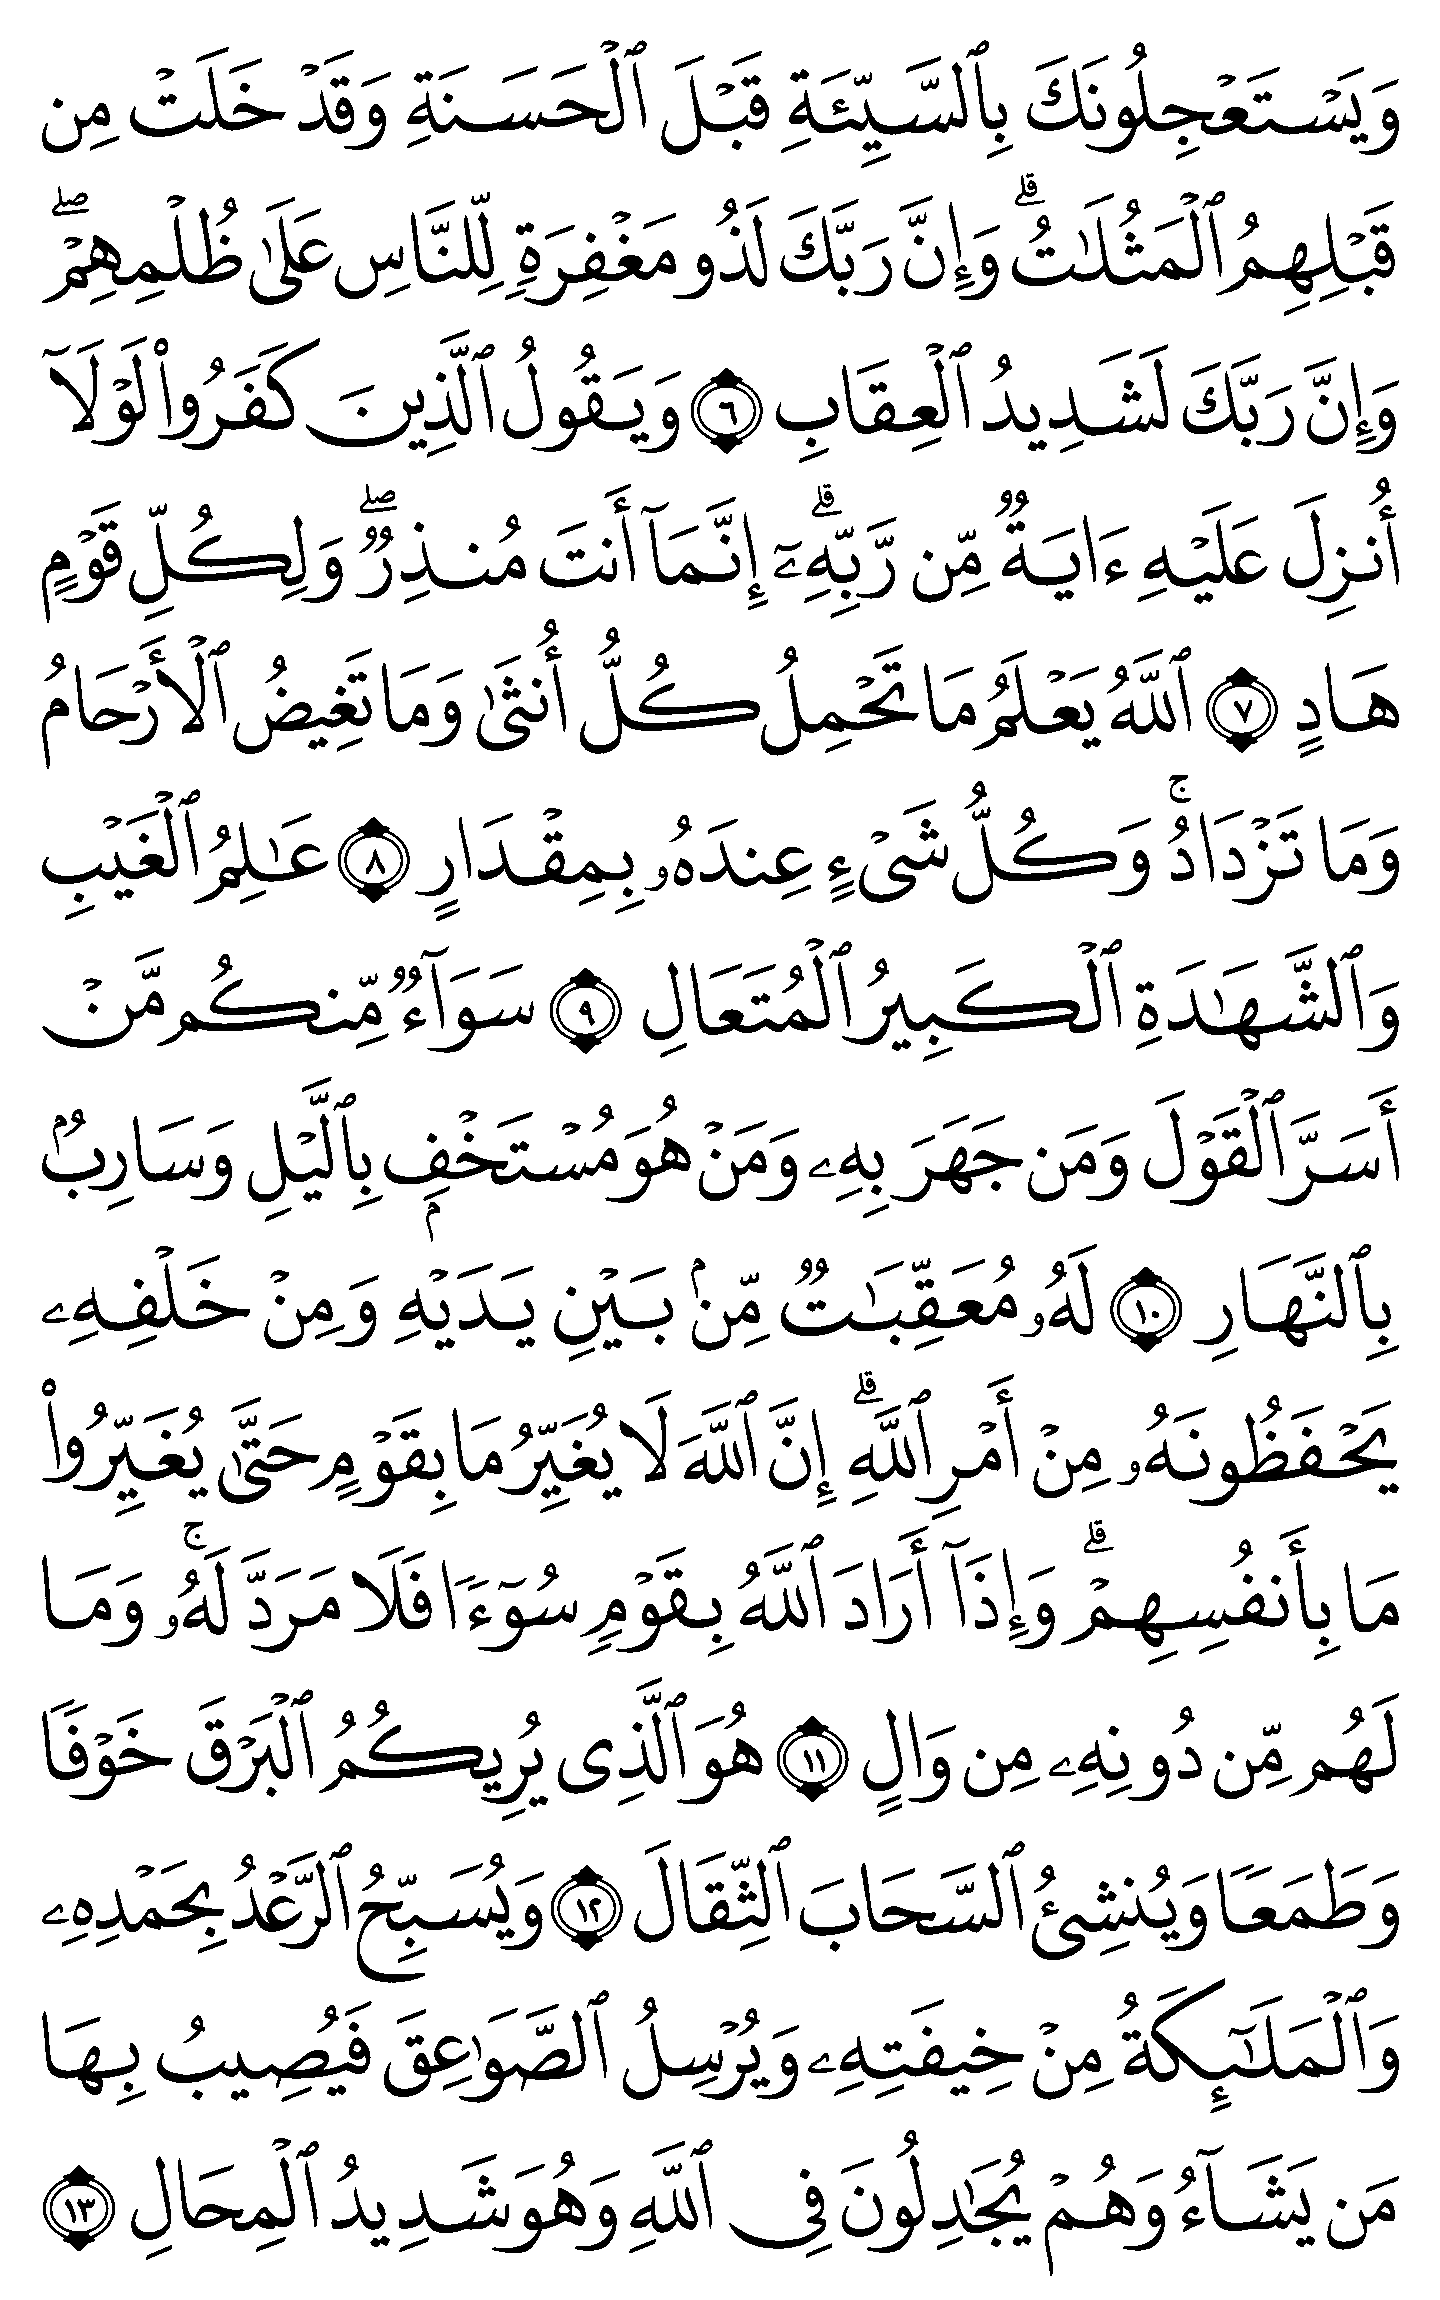 وَيَسۡتَعۡجِلُونَكَ بِٱلسَّيِّئَةِ قَبۡلَ ٱلۡحَسَنَةِ وَقَدۡ خَلَتۡ مِن
قَبۡلِهِمُ ٱلۡمَثُلَٰتُۗ وَإِنَّ رَبَّكَ لَذُو مَغۡفِرَةٖ لِّلنَّاسِ عَلَىٰ ظُلۡمِهِمۡۖ
وَإِنَّ رَبَّكَ لَشَدِيدُ ٱلۡعِقَابِ ٦ وَيَقُولُ ٱلَّذِينَ كَفَرُواْ لَوۡلَآ
أُنزِلَ عَلَيۡهِ ءَايَةٞ مِّن رَّبِّهِۦٓۗ إِنَّمَآ أَنتَ مُنذِرٞۖ وَلِكُلِّ قَوۡمٍ
هَادٍ ٧ ٱللَّهُ يَعۡلَمُ مَا تَحۡمِلُ كُلُّ أُنثَىٰ وَمَا تَغِيضُ ٱلۡأَرۡحَامُ
وَمَا تَزۡدَادُۚ وَكُلُّ شَيۡءٍ عِندَهُۥ بِمِقۡدَارٍ ٨ عَٰلِمُ ٱلۡغَيۡبِ
وَٱلشَّهَٰدَةِ ٱلۡكَبِيرُ ٱلۡمُتَعَالِ ٩ سَوَآءٞ مِّنكُم مَّنۡ
أَسَرَّ ٱلۡقَوۡلَ وَمَن جَهَرَ بِهِۦ وَمَنۡ هُوَ مُسۡتَخۡفِۭ بِٱلَّيۡلِ وَسَارِبُۢ
بِٱلنَّهَارِ ١٠ لَهُۥ مُعَقِّبَٰتٞ مِّنۢ بَيۡنِ يَدَيۡهِ وَمِنۡ خَلۡفِهِۦ
يَحۡفَظُونَهُۥ مِنۡ أَمۡرِ ٱللَّهِۗ إِنَّ ٱللَّهَ لَا يُغَيِّرُ مَا بِقَوۡمٍ حَتَّىٰ يُغَيِّرُواْ
مَا بِأَنفُسِهِمۡۗ وَإِذَآ أَرَادَ ٱللَّهُ بِقَوۡمٖ سُوٓءٗا فَلَا مَرَدَّ لَهُۥۚ وَمَا
لَهُم مِّن دُونِهِۦ مِن وَالٍ ١١ هُوَ ٱلَّذِي يُرِيكُمُ ٱلۡبَرۡقَ خَوۡفٗا
وَطَمَعٗا وَيُنشِئُ ٱلسَّحَابَ ٱلثِّقَالَ ١٢ وَيُسَبِّحُ ٱلرَّعۡدُ بِحَمۡدِهِۦ
وَٱلۡمَلَٰٓئِكَةُ مِنۡ خِيفَتِهِۦ وَيُرۡسِلُ ٱلصَّوَٰعِقَ فَيُصِيبُ بِهَا
مَن يَشَآءُ وَهُمۡ يُجَٰدِلُونَ فِي ٱللَّهِ وَهُوَ شَدِيدُ ٱلۡمِحَالِ ١٣